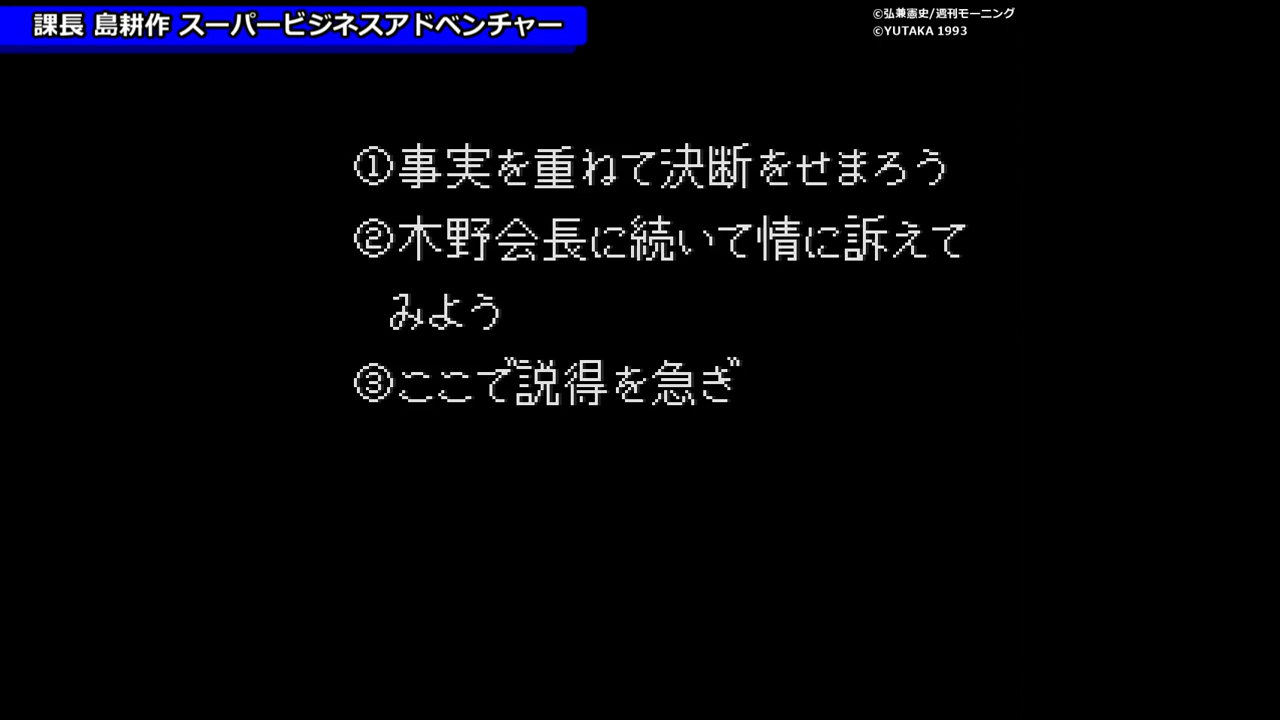 課長 島耕作 スーパービジネスアドベンチャー
©弘兼憲史/週刊モーニング
©YUTAKA 1993
①事実を重ねて決断をせまろう
②木野会長に続いて情に訴えて
みよう
③ここで説得を急ぎ